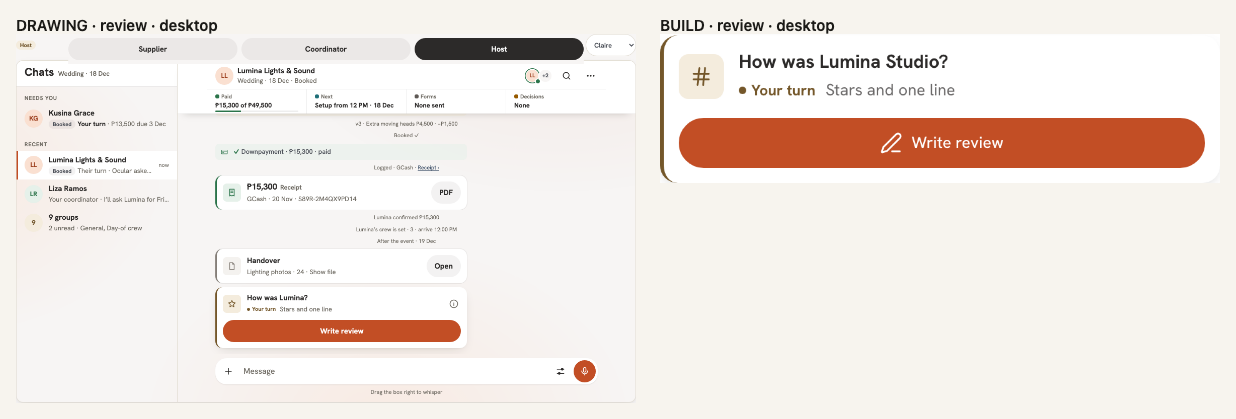 DRAWING · review · desktop
Host
Supplier
Coordinator
Host
Claire
Chats Wedding · 18 Dec
NEEDS YOU
KG
Kusina Grace
Booked Your turn · ₱13,500 due 3 Dec
RECENT
LL
Lumina Lights & Sound
now
Booked Their turn · Ocular aske...
LR
Liza Ramos
Your coordinator · I'll ask Lumina for Fri...
9
9 groups
2 unread · General, Day-of crew
LL
Lumina Lights & Sound
Wedding · 18 Dec · Booked
LL
+2
Paid
₱15,300 of ₱49,500
Next
Setup from 12 PM · 18 Dec
Forms
None sent
Decisions
None
v3 · Extra moving heads ₱4,500 · -₱1,500
Booked ✓
✓ Downpayment · ₱15,300 · paid
Logged · GCash · Receipt ›
₱15,300 Receipt
GCash · 20 Nov · S89R-2M4QX9PD14
PDF
Lumina confirmed ₱15,300
Lumina's crew is set · 3 · arrive 12:00 PM
After the event · 19 Dec
Handover
Lighting photos · 24 · Show file
Open
How was Lumina?
Your turn Stars and one line
Write review
Message
Drag the box right to whisper
BUILD · review · desktop
#
How was Lumina Studio?
Your turn Stars and one line
Write review